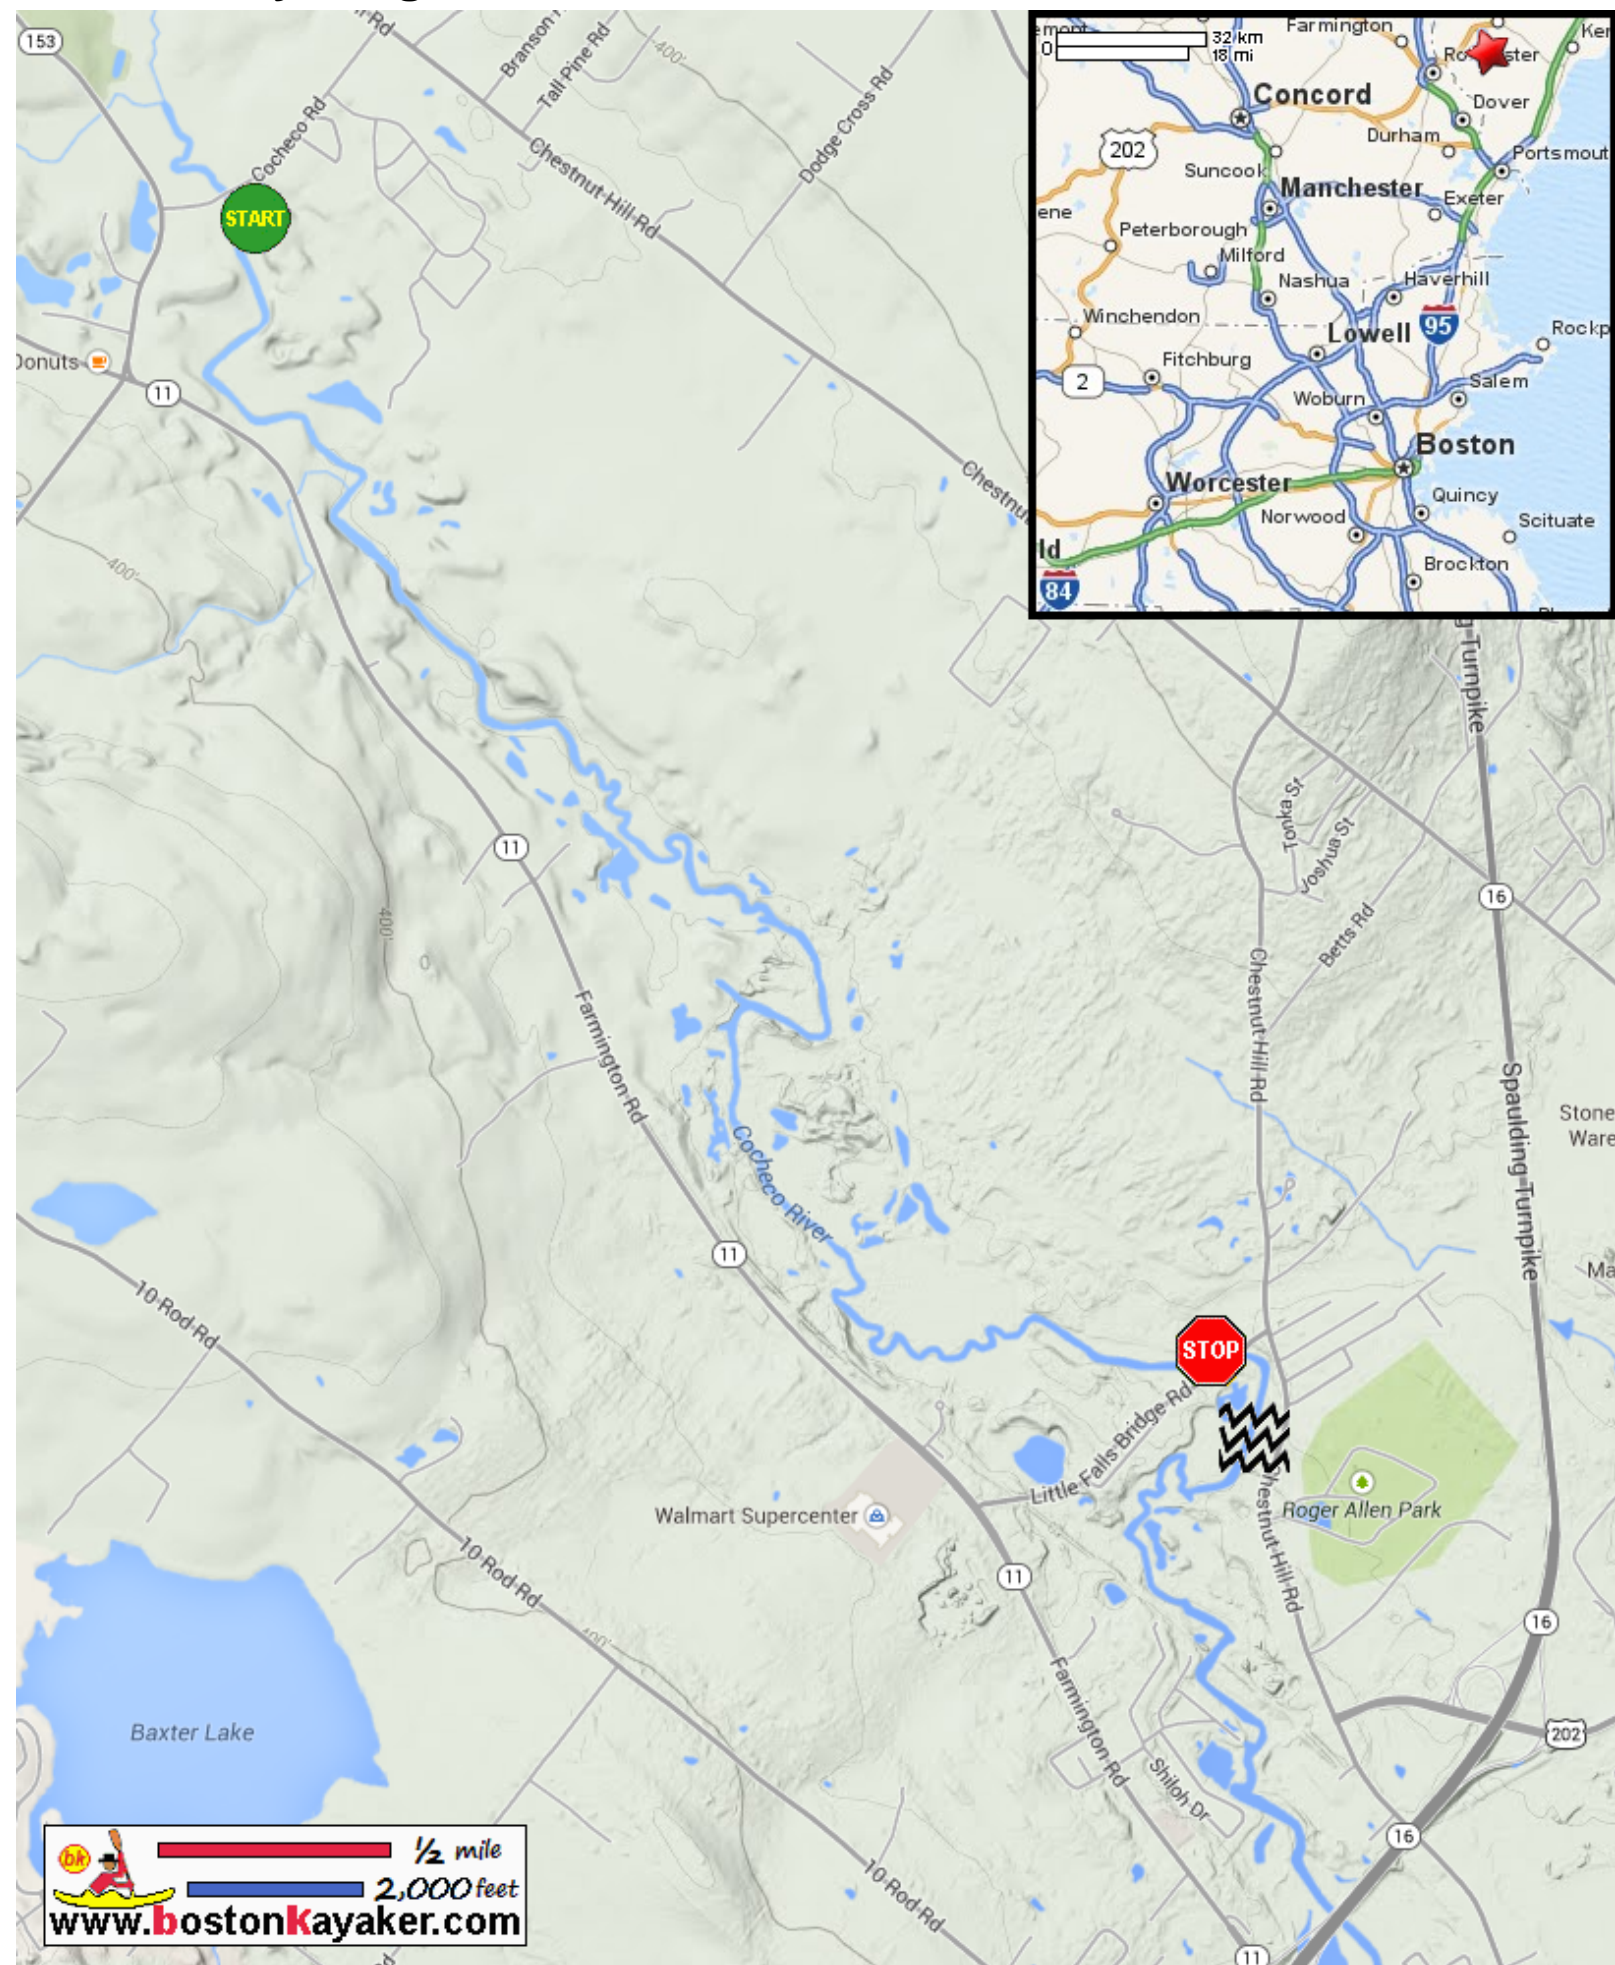 153
Cocheco Rd
Branson
Tall Pine Rd
400'
Dodge Cross Rd
Chestnut Hill Rd
START
Donuts
11
Chestnut
400'
0
32 km
18 mi
Farmington
Concord
Dover
Durham
202
Suncook
Portsmout
Manchester
Exeter
ene
Peterborough
Milford
Nashua
Haverhill
Winchendon
Lowell
95
Rockp
Fitchburg
2
Salem
Woburn
Boston
Worcester
Quincy
Norwood
Scituate
ld
Brockton
84
g Turnpike
Tonka St
Joshua St
11
16
400'
Betts Rd
Chestnut Hill Rd
Farmington Rd
Spaulding Turnpike
Stone
Ware
Cocheco River
11
Ma
10 Rod Rd
STOP
Little Falls Bridge Rd
Walmart Supercenter
Roger Allen Park
Chestnut Hill Rd
10 Rod Rd
11
400'
16
Farmington Rd
Baxter Lake
202
Shiloh Dr
16
10 Rod Rd
11
bk
½ mile
2,000 feet
www.bostonkayaker.com